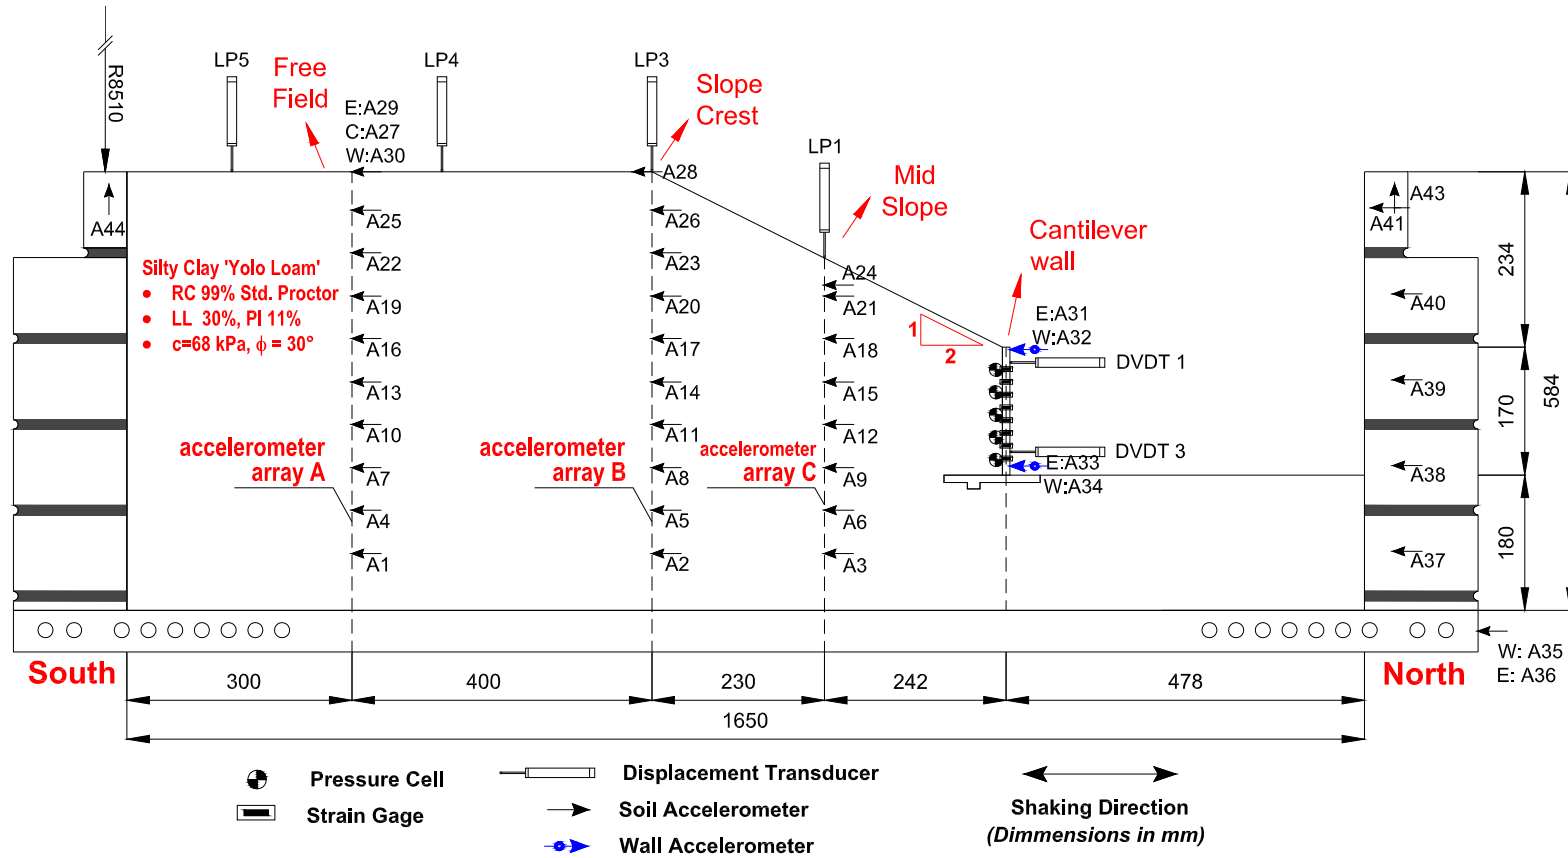 R8510
LP5
LP4
LP3
LP1
Free
Field
Slope
Crest
Mid
Slope
Cantilever
wall
E:A29
C:A27
W:A30
A28
A44
A43
A41
A25
A26
A22
A23
A24
A19
A20
A21
A16
A17
A18
A13
A14
A15
A10
A11
A12
A7
A8
A9
A4
A5
A6
A1
A2
A3
Silty Clay 'Yolo Loam'
• RC 99% Std. Proctor
• LL 30%, PI 11%
• c=68 kPa, ϕ = 30°
accelerometer
array A
accelerometer
array B
accelerometer
array C
1
2
E:A31
W:A32
DVDT 1
DVDT 3
E:A33
W:A34
A40
A39
A38
A37
234
170
180
584
W: A35
E: A36
South
North
300
400
230
242
478
1650
Pressure Cell
Strain Gage
Displacement Transducer
Soil Accelerometer
Wall Accelerometer
Shaking Direction
(Dimmensions in mm)